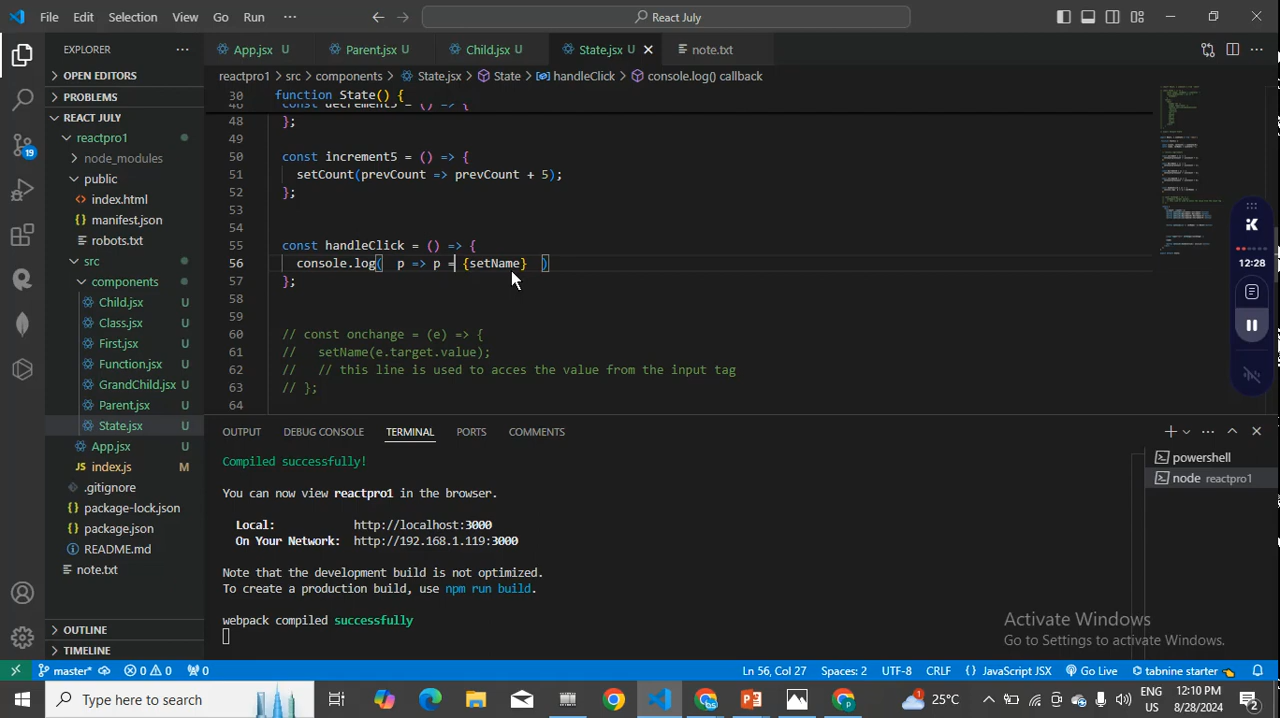 File Edit Selection View Go Run ··· React July
EXPLORER
App.jsx U Parent.jsx U Child.jsx U State.jsx U note.txt
OPEN EDITORS
reactpro1 > src > components > State.jsx > State > handleClick > console.log() callback
PROBLEMS
30 function State() {
REACT JULY
reactpro1
48 };
node_modules
49
public
50 const increment5 = () => {
index.html
51 setCount(prevCount => prevCount + 5);
manifest.json
52 };
robots.txt
53
src
54
components
55 const handleClick = () => {
Child.jsx U
56 console.log(  p => p = {setName}  )
Class.jsx U
57 };
First.jsx U
58
Function.jsx U
59
GrandChild.jsx U
60 // const onchange = (e) => {
Parent.jsx U
61 //   setName(e.target.value);
State.jsx U
62 //   // this line is used to acces the value from the input tag
App.jsx U
63 // };
index.js M
64
.gitignore
package-lock.json
package.json
README.md
note.txt
OUTLINE
TIMELINE
19
12:28
OUTPUT DEBUG CONSOLE TERMINAL PORTS COMMENTS
Compiled successfully!
You can now view reactpro1 in the browser.
Local: http://localhost:3000
On Your Network: http://192.168.1.119:3000
Note that the development build is not optimized.
To create a production build, use npm run build.
webpack compiled successfully
powershell
node reactpro1
Activate Windows
Go to Settings to activate Windows.
master* 0 0 0 Ln 56, Col 27 Spaces: 2 UTF-8 CRLF {} JavaScript JSX Go Live tabnine starter
Type here to search
25°C
ENG
US
12:10 PM
8/28/2024
2